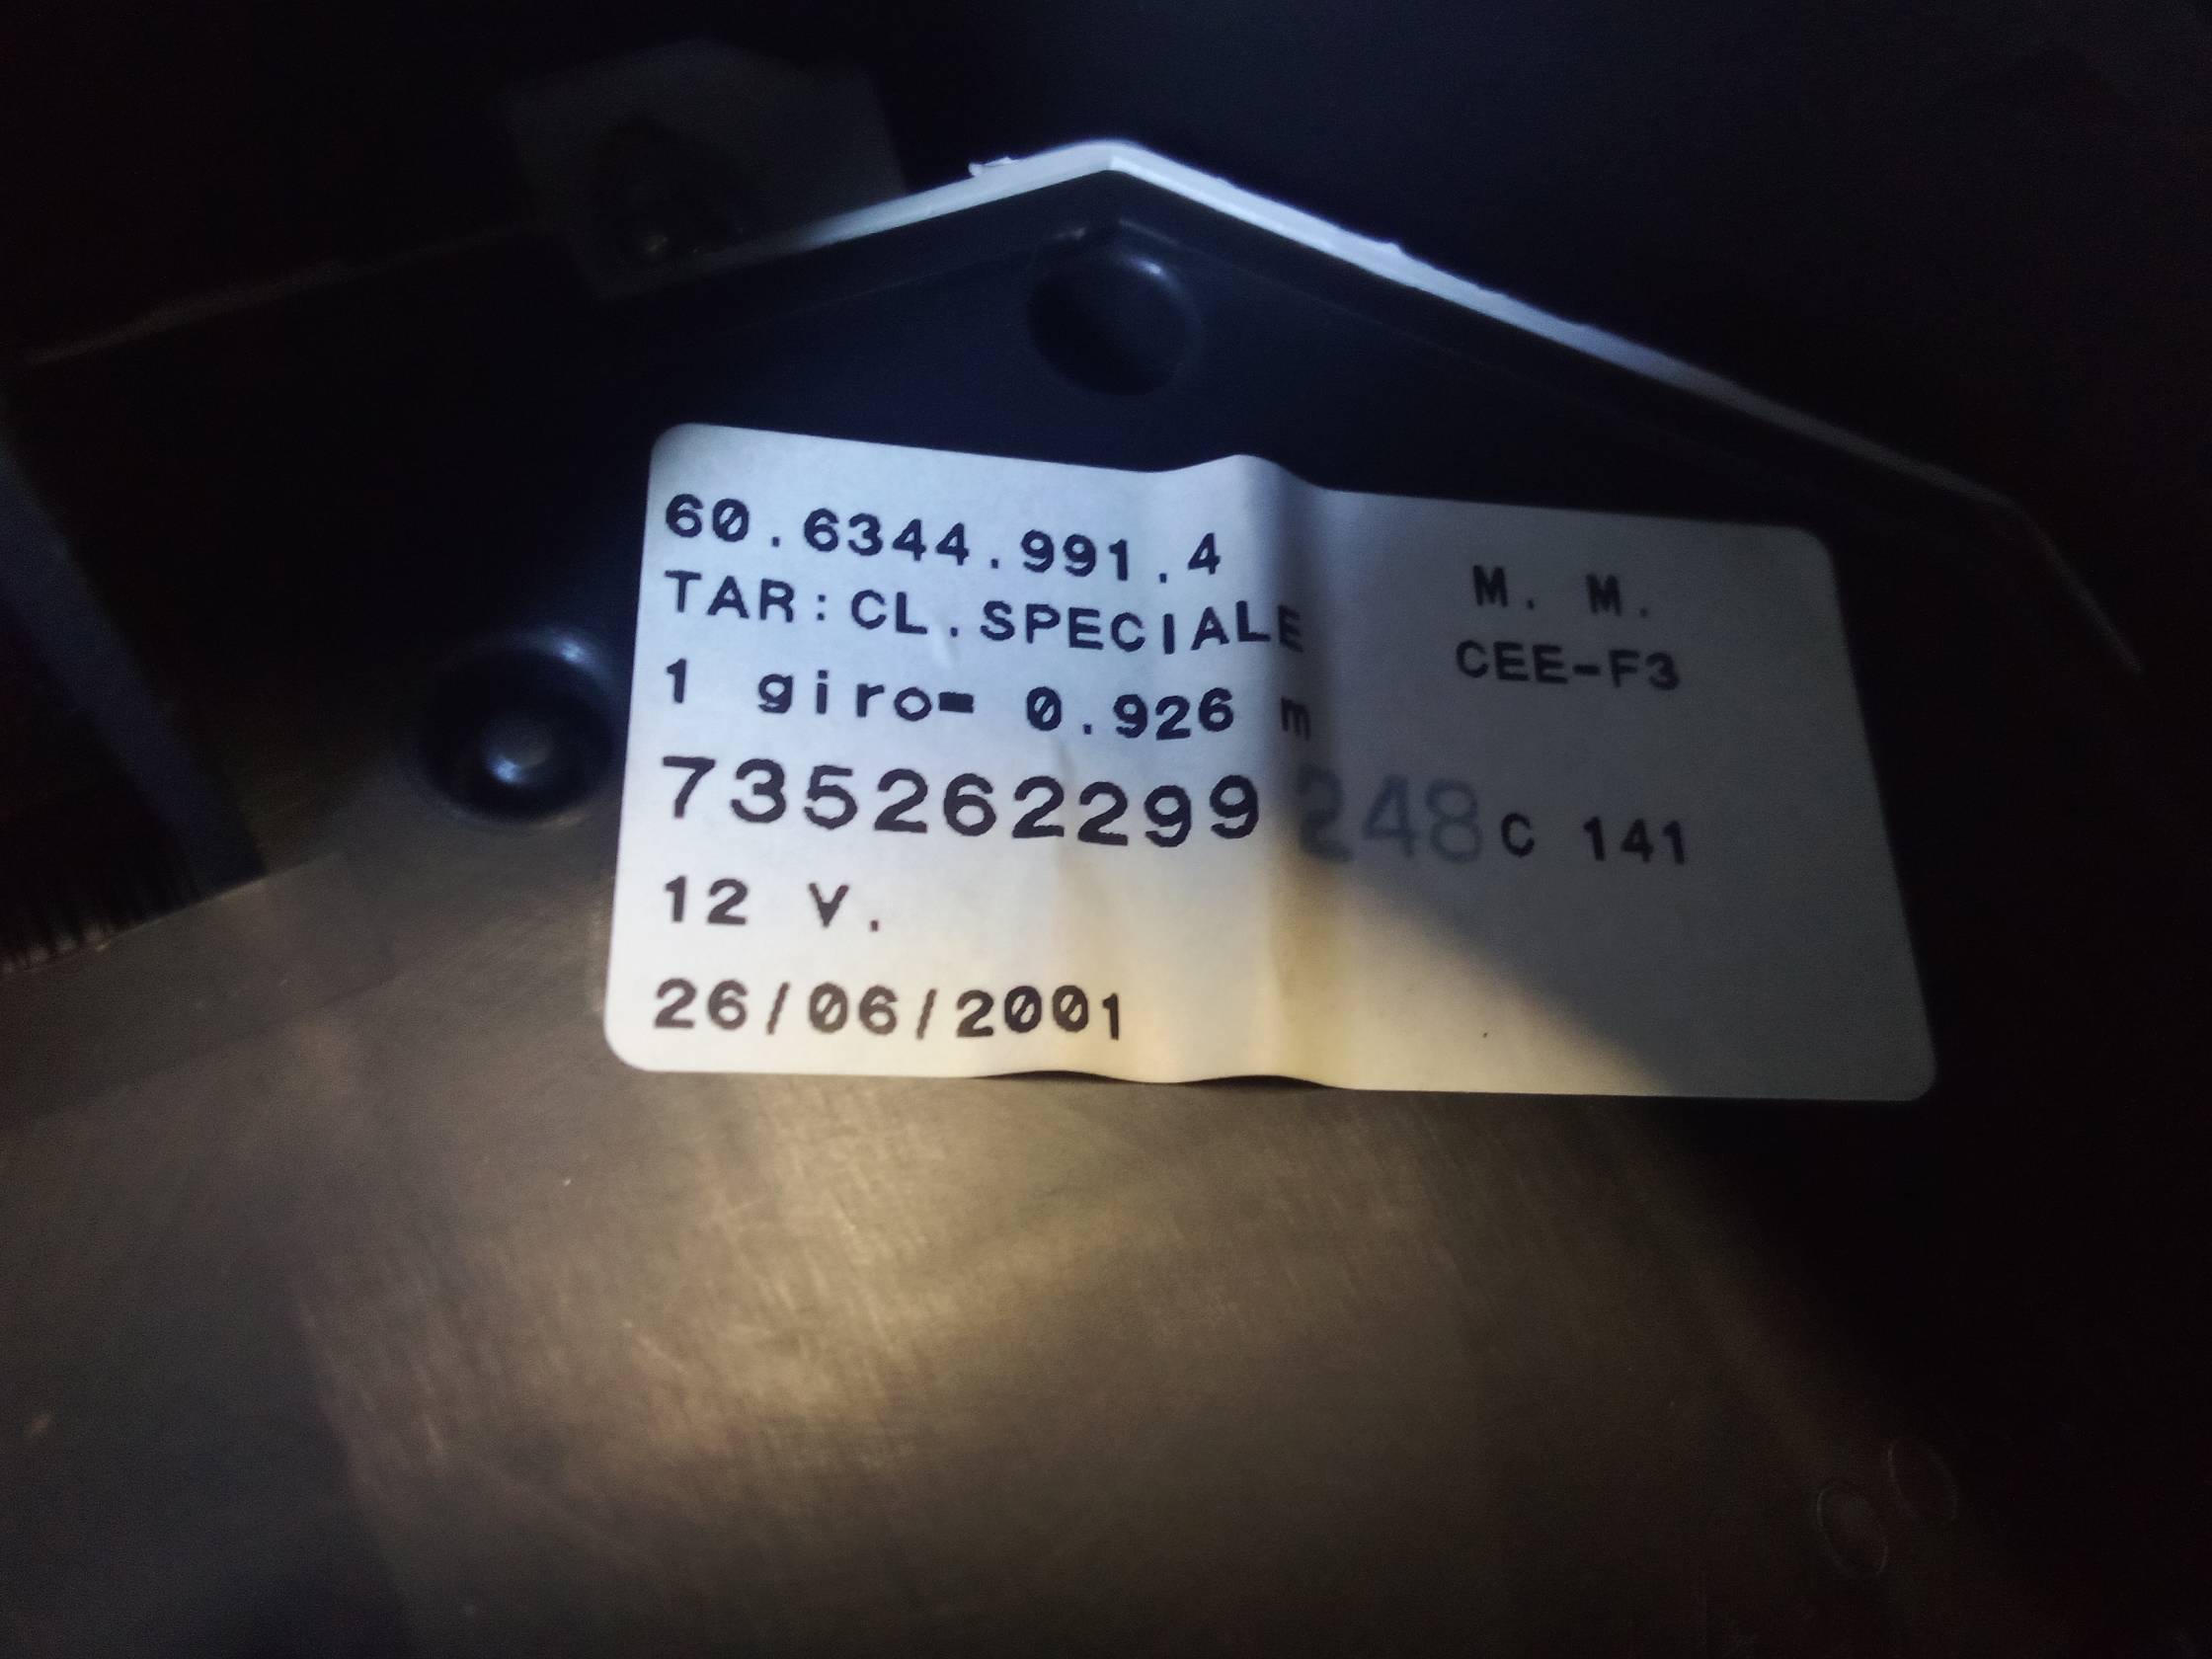 60.6344.991.4
TAR:CL.SPECIALE
1 giro= 0.926 m
M. M.
CEE-F3
735262299 248 C 141
12 V.
26/06/2001